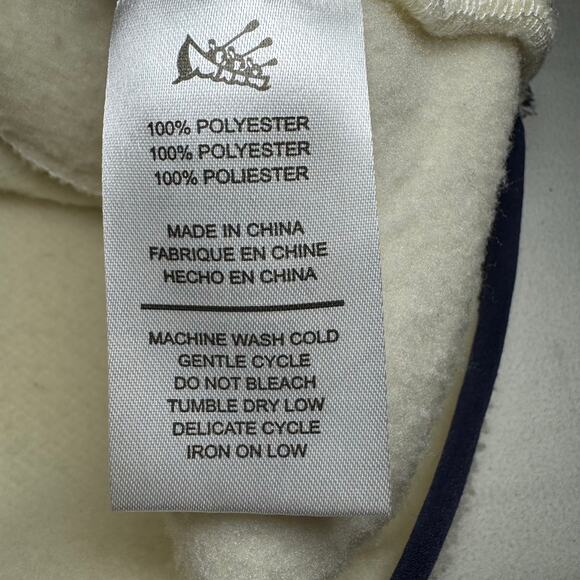 100% POLYESTER
100% POLYESTER
100% POLIESTER
MADE IN CHINA
FABRIQUE EN CHINE
HECHO EN CHINA
MACHINE WASH COLD
GENTLE CYCLE
DO NOT BLEACH
TUMBLE DRY LOW
DELICATE CYCLE
IRON ON LOW